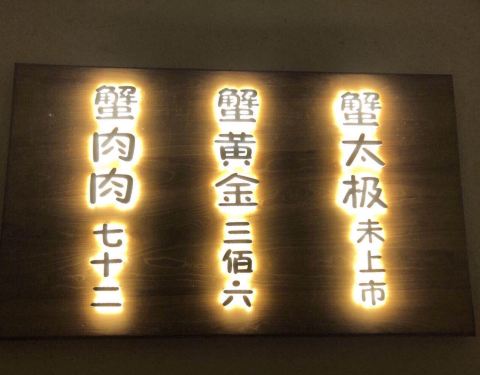 蟹肉肉 七十二
蟹黄金 三佰六
蟹太极 未上市